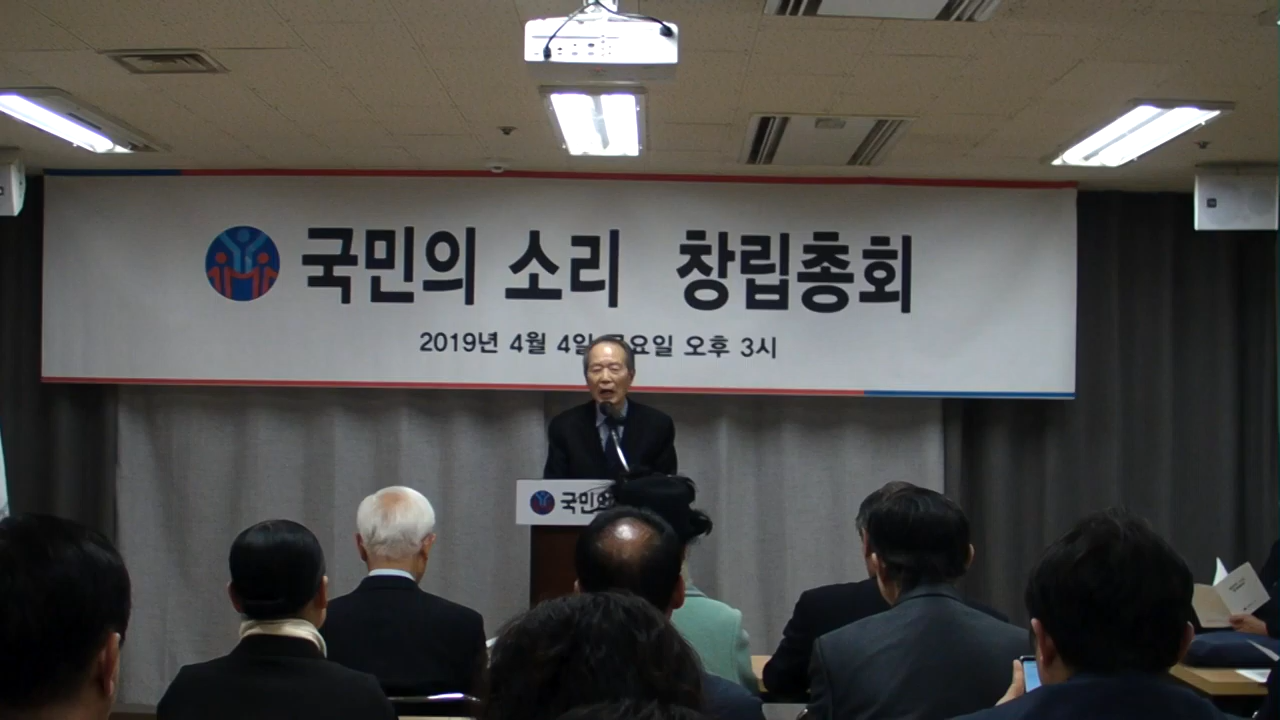 국민의 소리 창립총회
2019년 4월 4일 요일 오후 3시
국민의